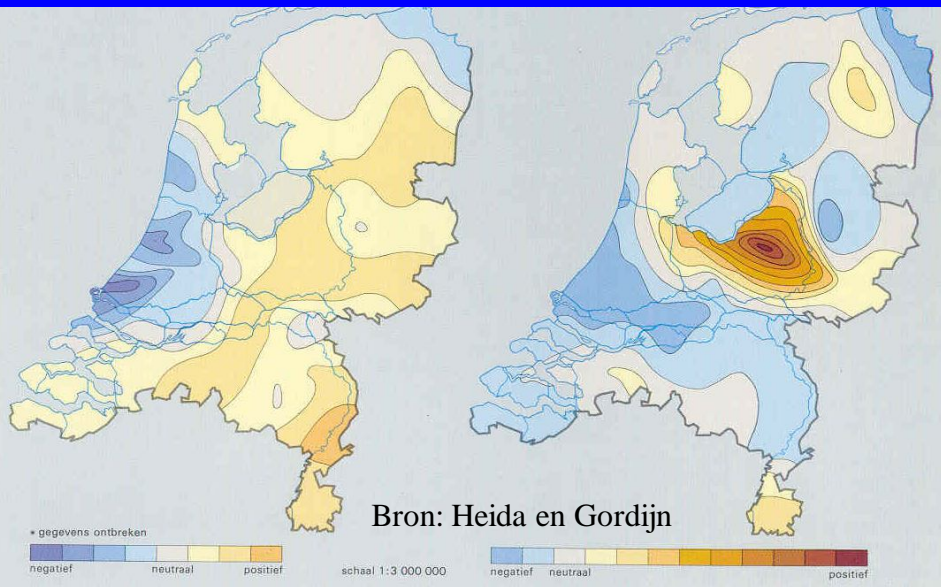 Bron: Heida en Gordijn
* gegevens ontbreken
negatief neutraal positief
schaal 1:3 000 000
negatief neutraal positief